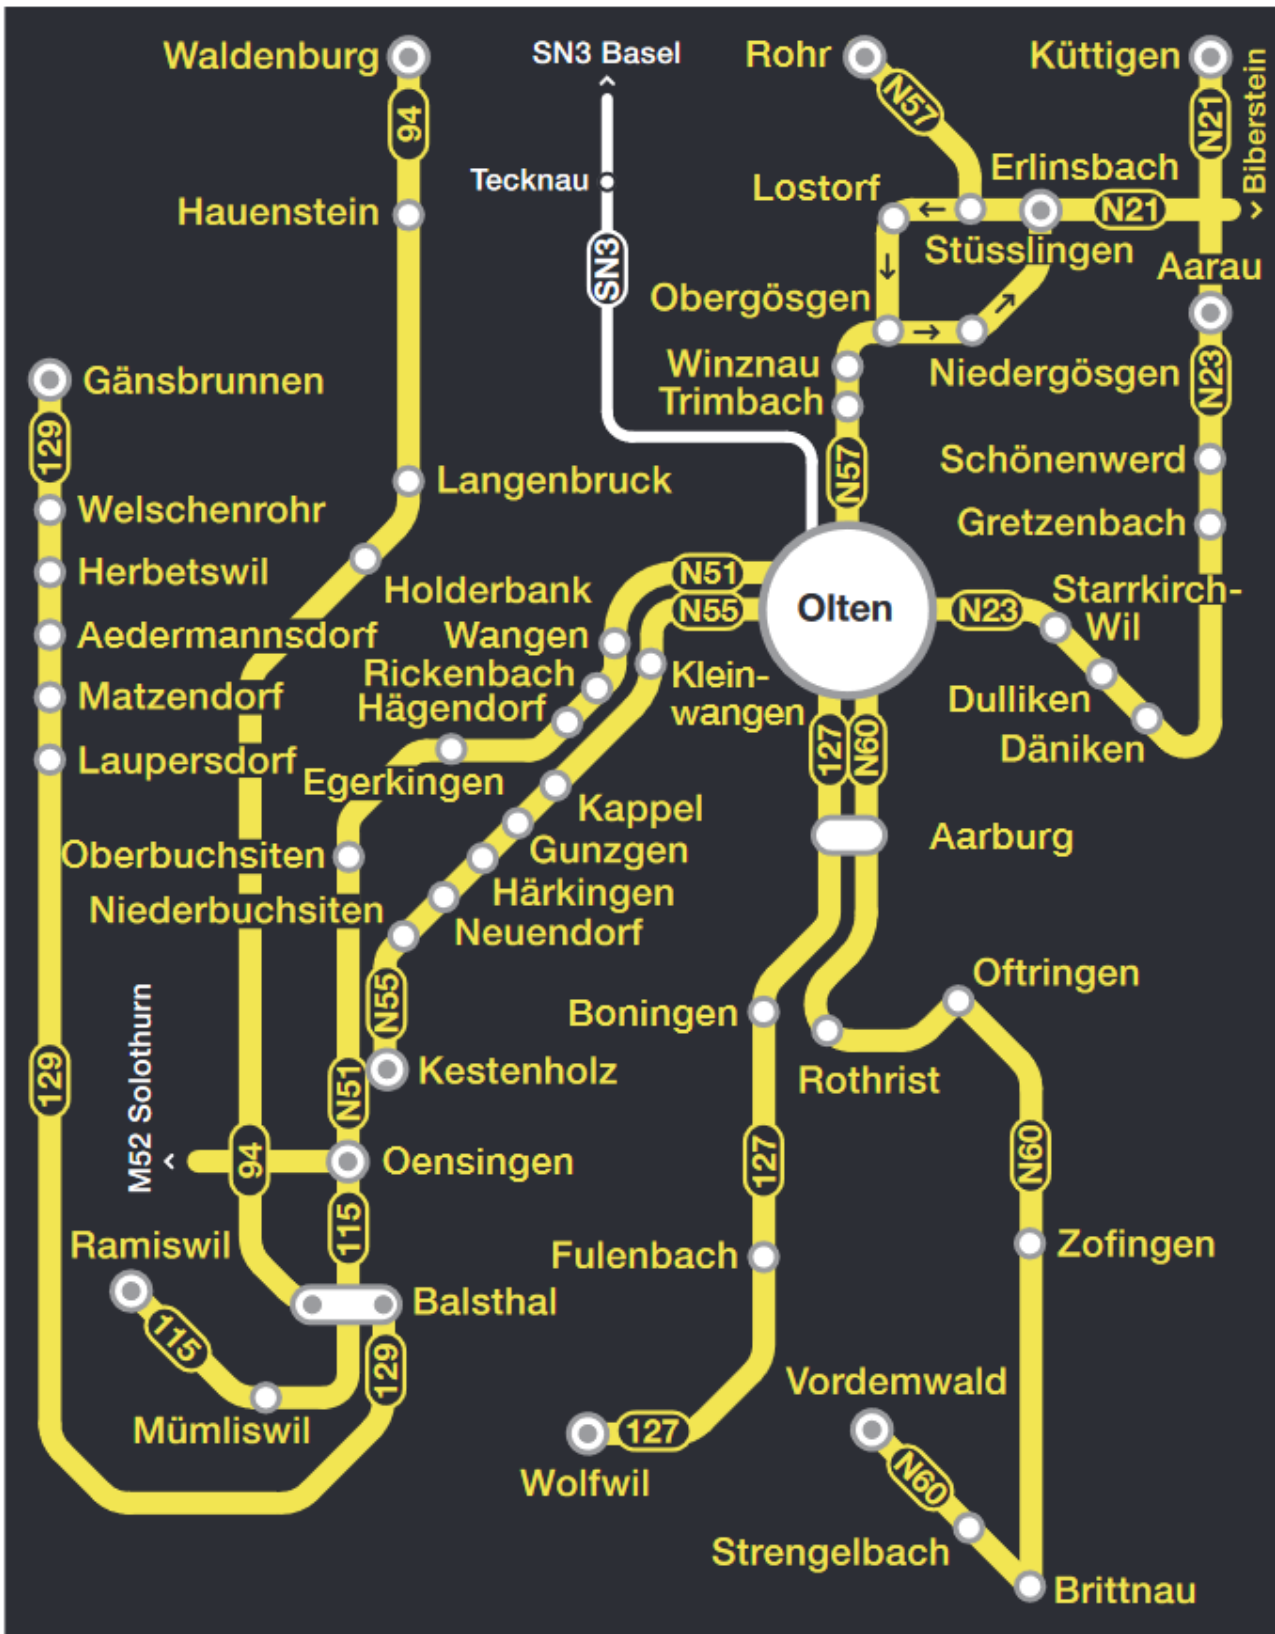 Waldenburg
SN3 Basel
Rohr
Küttigen
94
N57
N21
Biberstein
Tecknau
Erlinsbach
Lostorf
Hauenstein
N21
SN3
Stüsslingen
Aarau
Obergösgen
Winznau
Niedergösgen
N23
Gänsbrunnen
Trimbach
129
N57
Schönenwerd
Langenbruck
Welschenrohr
Gretzenbach
Herbetswil
Holderbank
N51
N55
Olten
N23
Starrkirch-
Wil
Aedermannsdorf
Wangen
Rickenbach
Klein-
wangen
Matzendorf
Hägendorf
Dulliken
Däniken
127
N60
Laupersdorf
Egerkingen
Kappel
Aarburg
Oberbuchsiten
Gunzgen
Härkingen
Niederbuchsiten
Neuendorf
Oftringen
N55
Boningen
M52 Solothurn
129
N51
Kestenholz
Rothrist
94
Oensingen
127
N60
115
Ramiswil
Fulenbach
Zofingen
Balsthal
115
129
Vordemwald
Mümliswil
127
Wolfwil
N60
Strengelbach
Brittnau